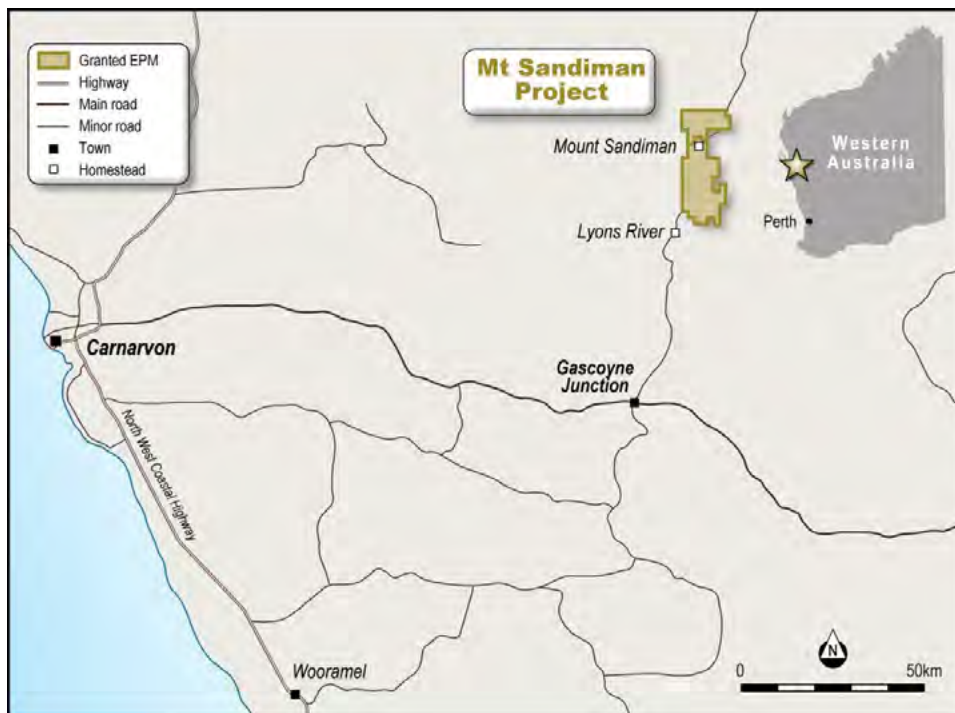 Granted EPM
Highway
Main road
Minor road
Town
Homestead
Mt Sandiman
Project
Mount Sandiman
Western
Australia
Perth
Lyons River
Carnarvon
Gascoyne
Junction
North West Coastal Highway
Wooramel
N
0
50km